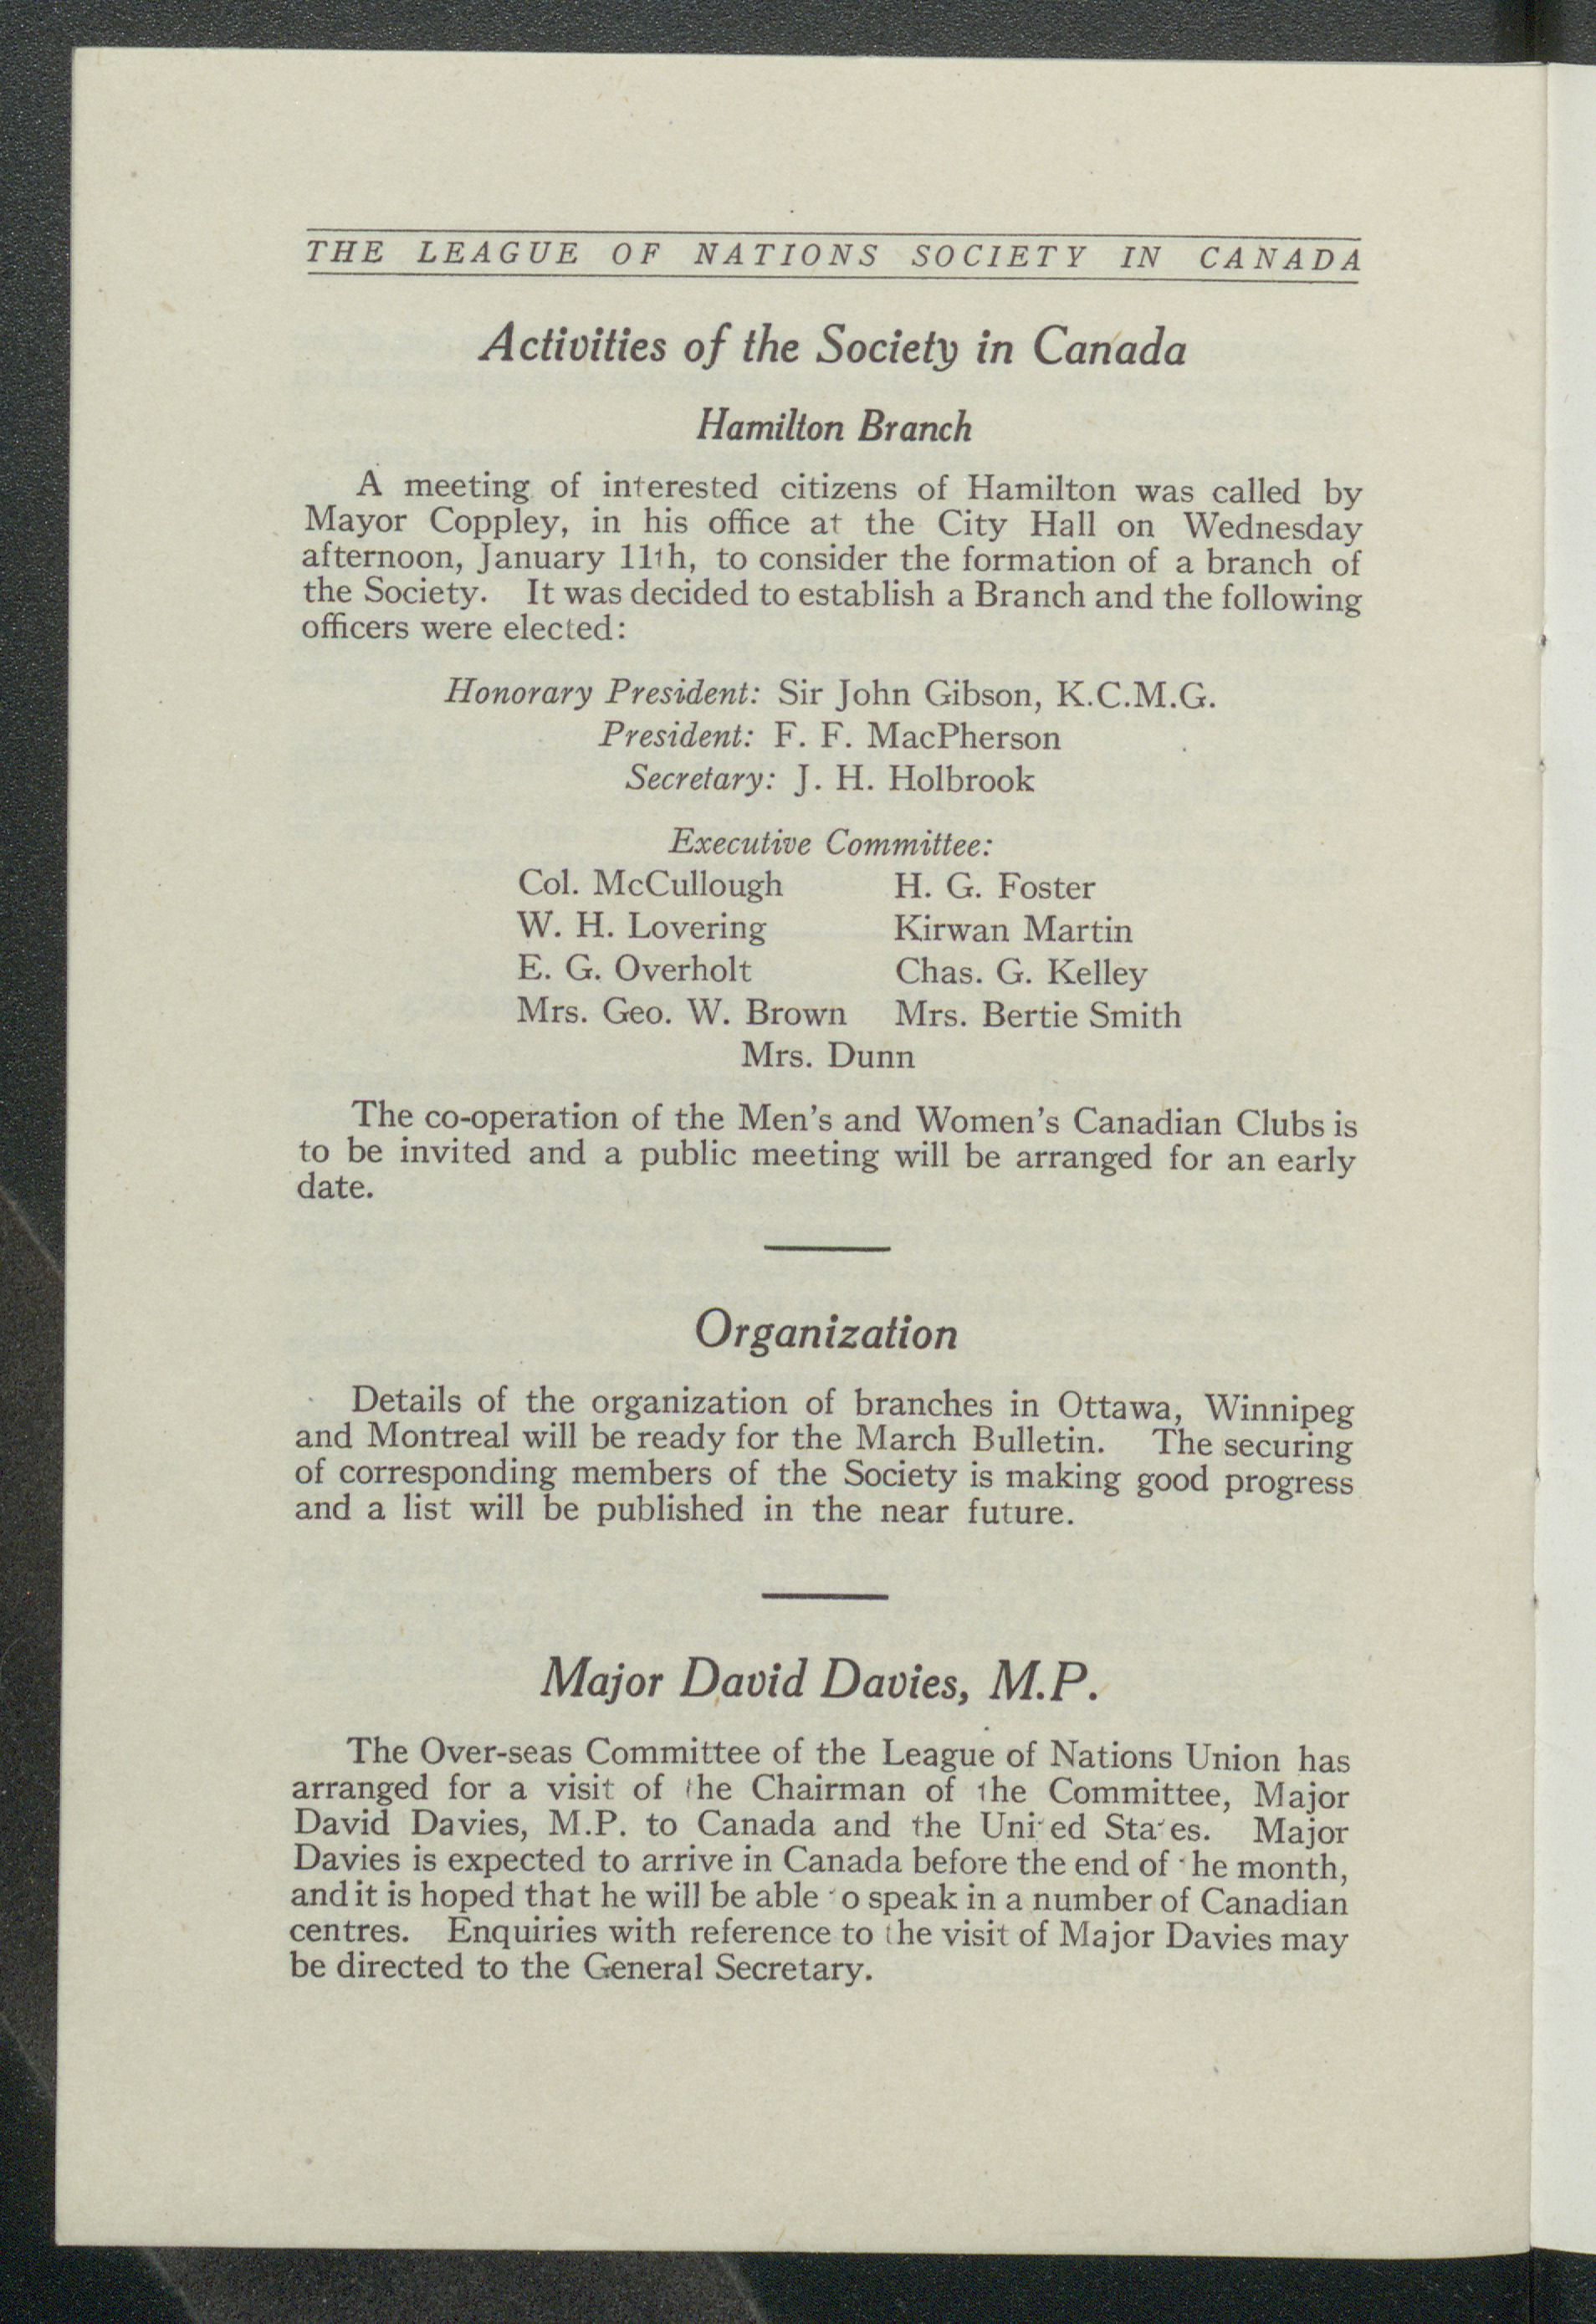 THE LEAGUE OF NATIONS SOCIETY IN CANADA
Activities of the Society in Canada
Hamilton Branch
A meeting of interested citizens of Hamilton was called by
Mayor Coppley, in his office at the City Hall on Wednesday
afternoon, January 11th, to consider the formation of a branch of
the Society. It was decided to establish a Branch and the following
officers were elected:
Honorary President: Sir John Gibson, K.C.M.G.
President: F. F. MacPherson
Secretary: J. H. Holbrook
Executive Committee:
Col. McCullough H. G. Foster
W. H. Lovering Kirwan Martin
E. G. Overholt Chas. G. Kelley
Mrs. Geo. W. Brown Mrs. Bertie Smith
Mrs. Dunn
The co-operation of the Men's and Women's Canadian Clubs is
to be invited and a public meeting will be arranged for an early
date.
Organization
Details of the organization of branches in Ottawa, Winnipeg
and Montreal will be ready for the March Bulletin. The securing
of corresponding members of the Society is making good progress
and a list will be published in the near future.
Major David Davies, M.P.
The Over-seas Committee of the League of Nations Union has
arranged for a visit of the Chairman of the Committee, Major
David Davies, M.P. to Canada and the United States. Major
Davies is expected to arrive in Canada before the end of the month,
and it is hoped that he will be able to speak in a number of Canadian
centres. Enquiries with reference to the visit of Major Davies may
be directed to the General Secretary.